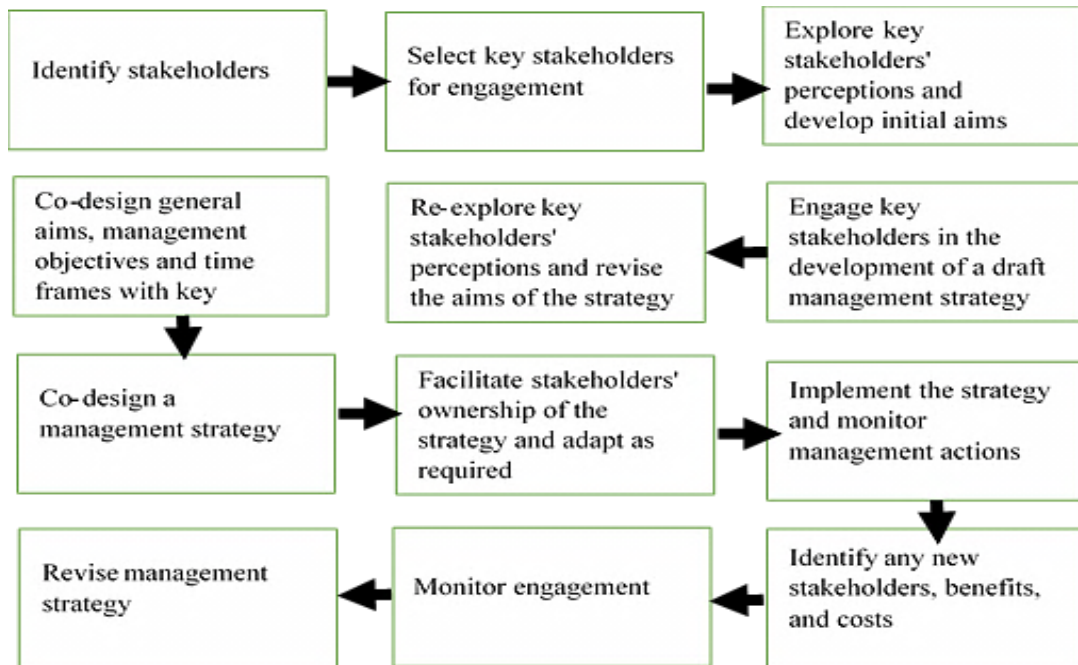 Identify stakeholders
Select key stakeholders
for engagement
Explore key
stakeholders'
perceptions and
develop initial aims
Co-design general
aims, management
objectives and time
frames with key
Re-explore key
stakeholders'
perceptions and revise
the aims of the strategy
Engage key
stakeholders in the
development of a draft
management strategy
Co-design a
management strategy
Facilitate stakeholders'
ownership of the
strategy and adapt as
required
Implement the strategy
and monitor
management actions
Revise management
strategy
Monitor engagement
Identify any new
stakeholders, benefits,
and costs